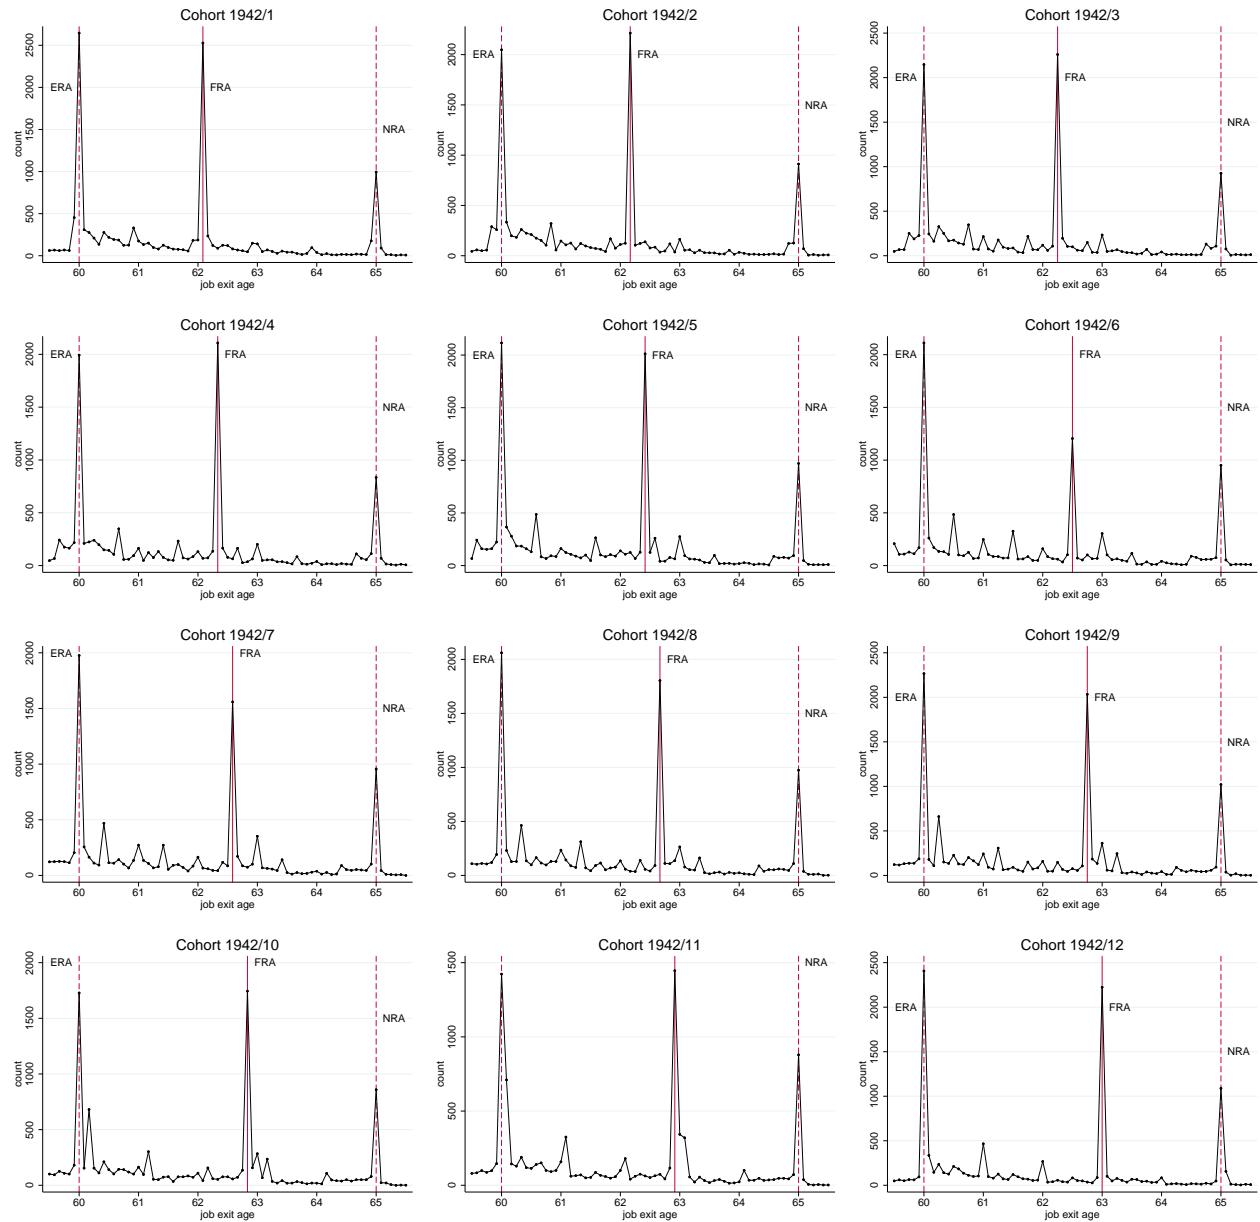 Cohort 1942/1
count
0 500 1000 1500 2000 2500
ERA
FRA
NRA
60 61 62 63 64 65
job exit age
Cohort 1942/2
count
0 500 1000 1500 2000
ERA
FRA
NRA
60 61 62 63 64 65
job exit age
Cohort 1942/3
count
0 500 1000 1500 2000 2500
ERA
FRA
NRA
60 61 62 63 64 65
job exit age
Cohort 1942/4
count
0 500 1000 1500 2000
ERA
FRA
NRA
60 61 62 63 64 65
job exit age
Cohort 1942/5
count
0 500 1000 1500 2000
ERA
FRA
NRA
60 61 62 63 64 65
job exit age
Cohort 1942/6
count
0 500 1000 1500 2000
ERA
FRA
NRA
60 61 62 63 64 65
job exit age
Cohort 1942/7
count
0 500 1000 1500 2000
ERA
FRA
NRA
60 61 62 63 64 65
job exit age
Cohort 1942/8
count
0 500 1000 1500 2000
ERA
FRA
NRA
60 61 62 63 64 65
job exit age
Cohort 1942/9
count
0 500 1000 1500 2000 2500
ERA
FRA
NRA
60 61 62 63 64 65
job exit age
Cohort 1942/10
count
0 500 1000 1500 2000
ERA
FRA
NRA
60 61 62 63 64 65
job exit age
Cohort 1942/11
count
0 500 1000 1500
NRA
60 61 62 63 64 65
job exit age
Cohort 1942/12
count
0 500 1000 1500 2000 2500
ERA
FRA
NRA
60 61 62 63 64 65
job exit age